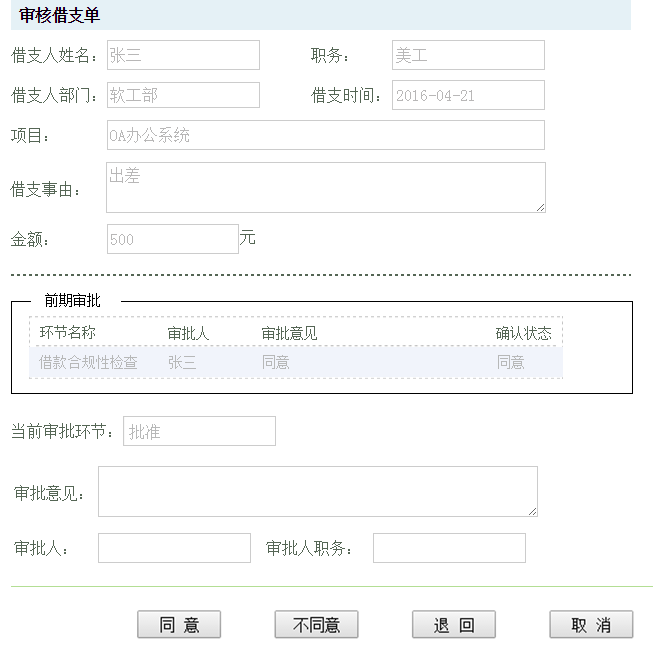 审核借支单
借支人姓名： 张三 职务： 美工
借支人部门： 软工部 借支时间： 2016-04-21
项目： OA办公系统
借支事由： 出差
金额： 500 元
前期审批
环节名称 审批人 审批意见 确认状态
借款合规性检查 张三 同意 同意
当前审批环节： 批准
审批意见：
审批人： 审批人职务：
同 意 不同意 退 回 取 消